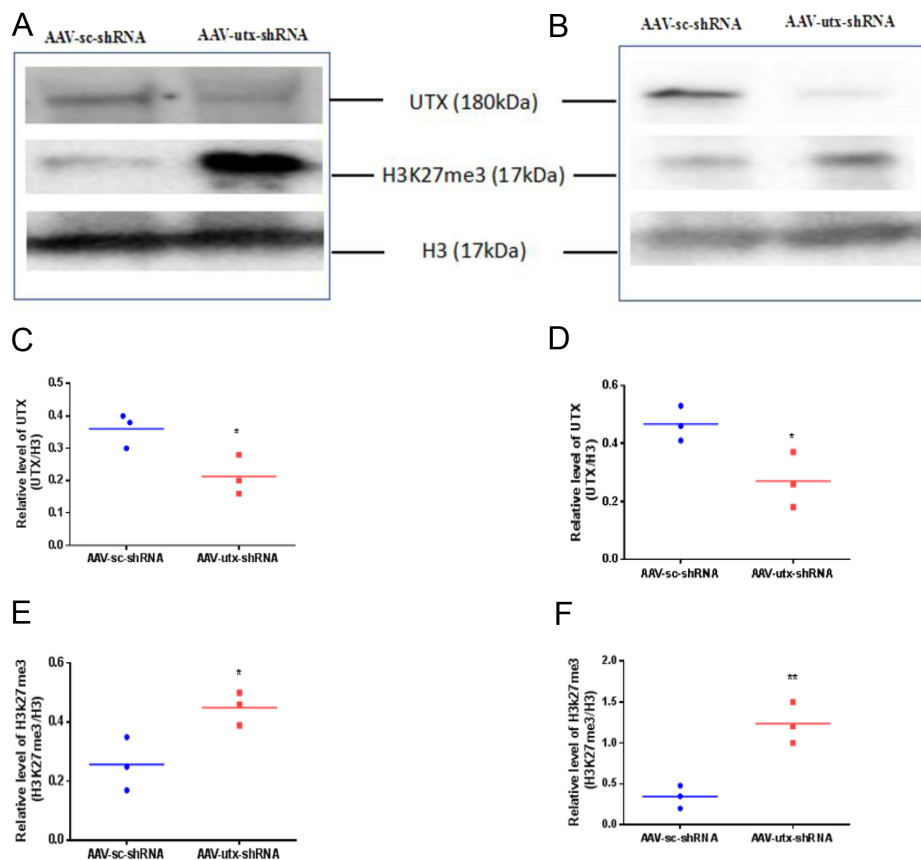 A
B
AAV-sc-shRNA
AAV-utx-shRNA
AAV-sc-shRNA
AAV-utx-shRNA
UTX (180kDa)
H3K27me3 (17kDa)
H3 (17kDa)
C
Relative level of UTX
(UTX/H3)
0.5
0.4
0.3
0.2
0.1
0.0
*
AAV-sc-shRNA
AAV-utx-shRNA
D
Relative level of UTX
(UTX/H3)
0.6
0.4
0.2
0.0
*
AAV-sc-shRNA
AAV-utx-shRNA
E
Relative level of H3k27me3
(H3K27me3/H3)
0.6
0.4
0.2
0.0
*
AAV-sc-shRNA
AAV-utx-shRNA
F
Relative level of H3k27me3
(H3K27me3/H3)
2.0
1.5
1.0
0.5
0.0
**
AAV-sc-shRNA
AAV-utx-shRNA